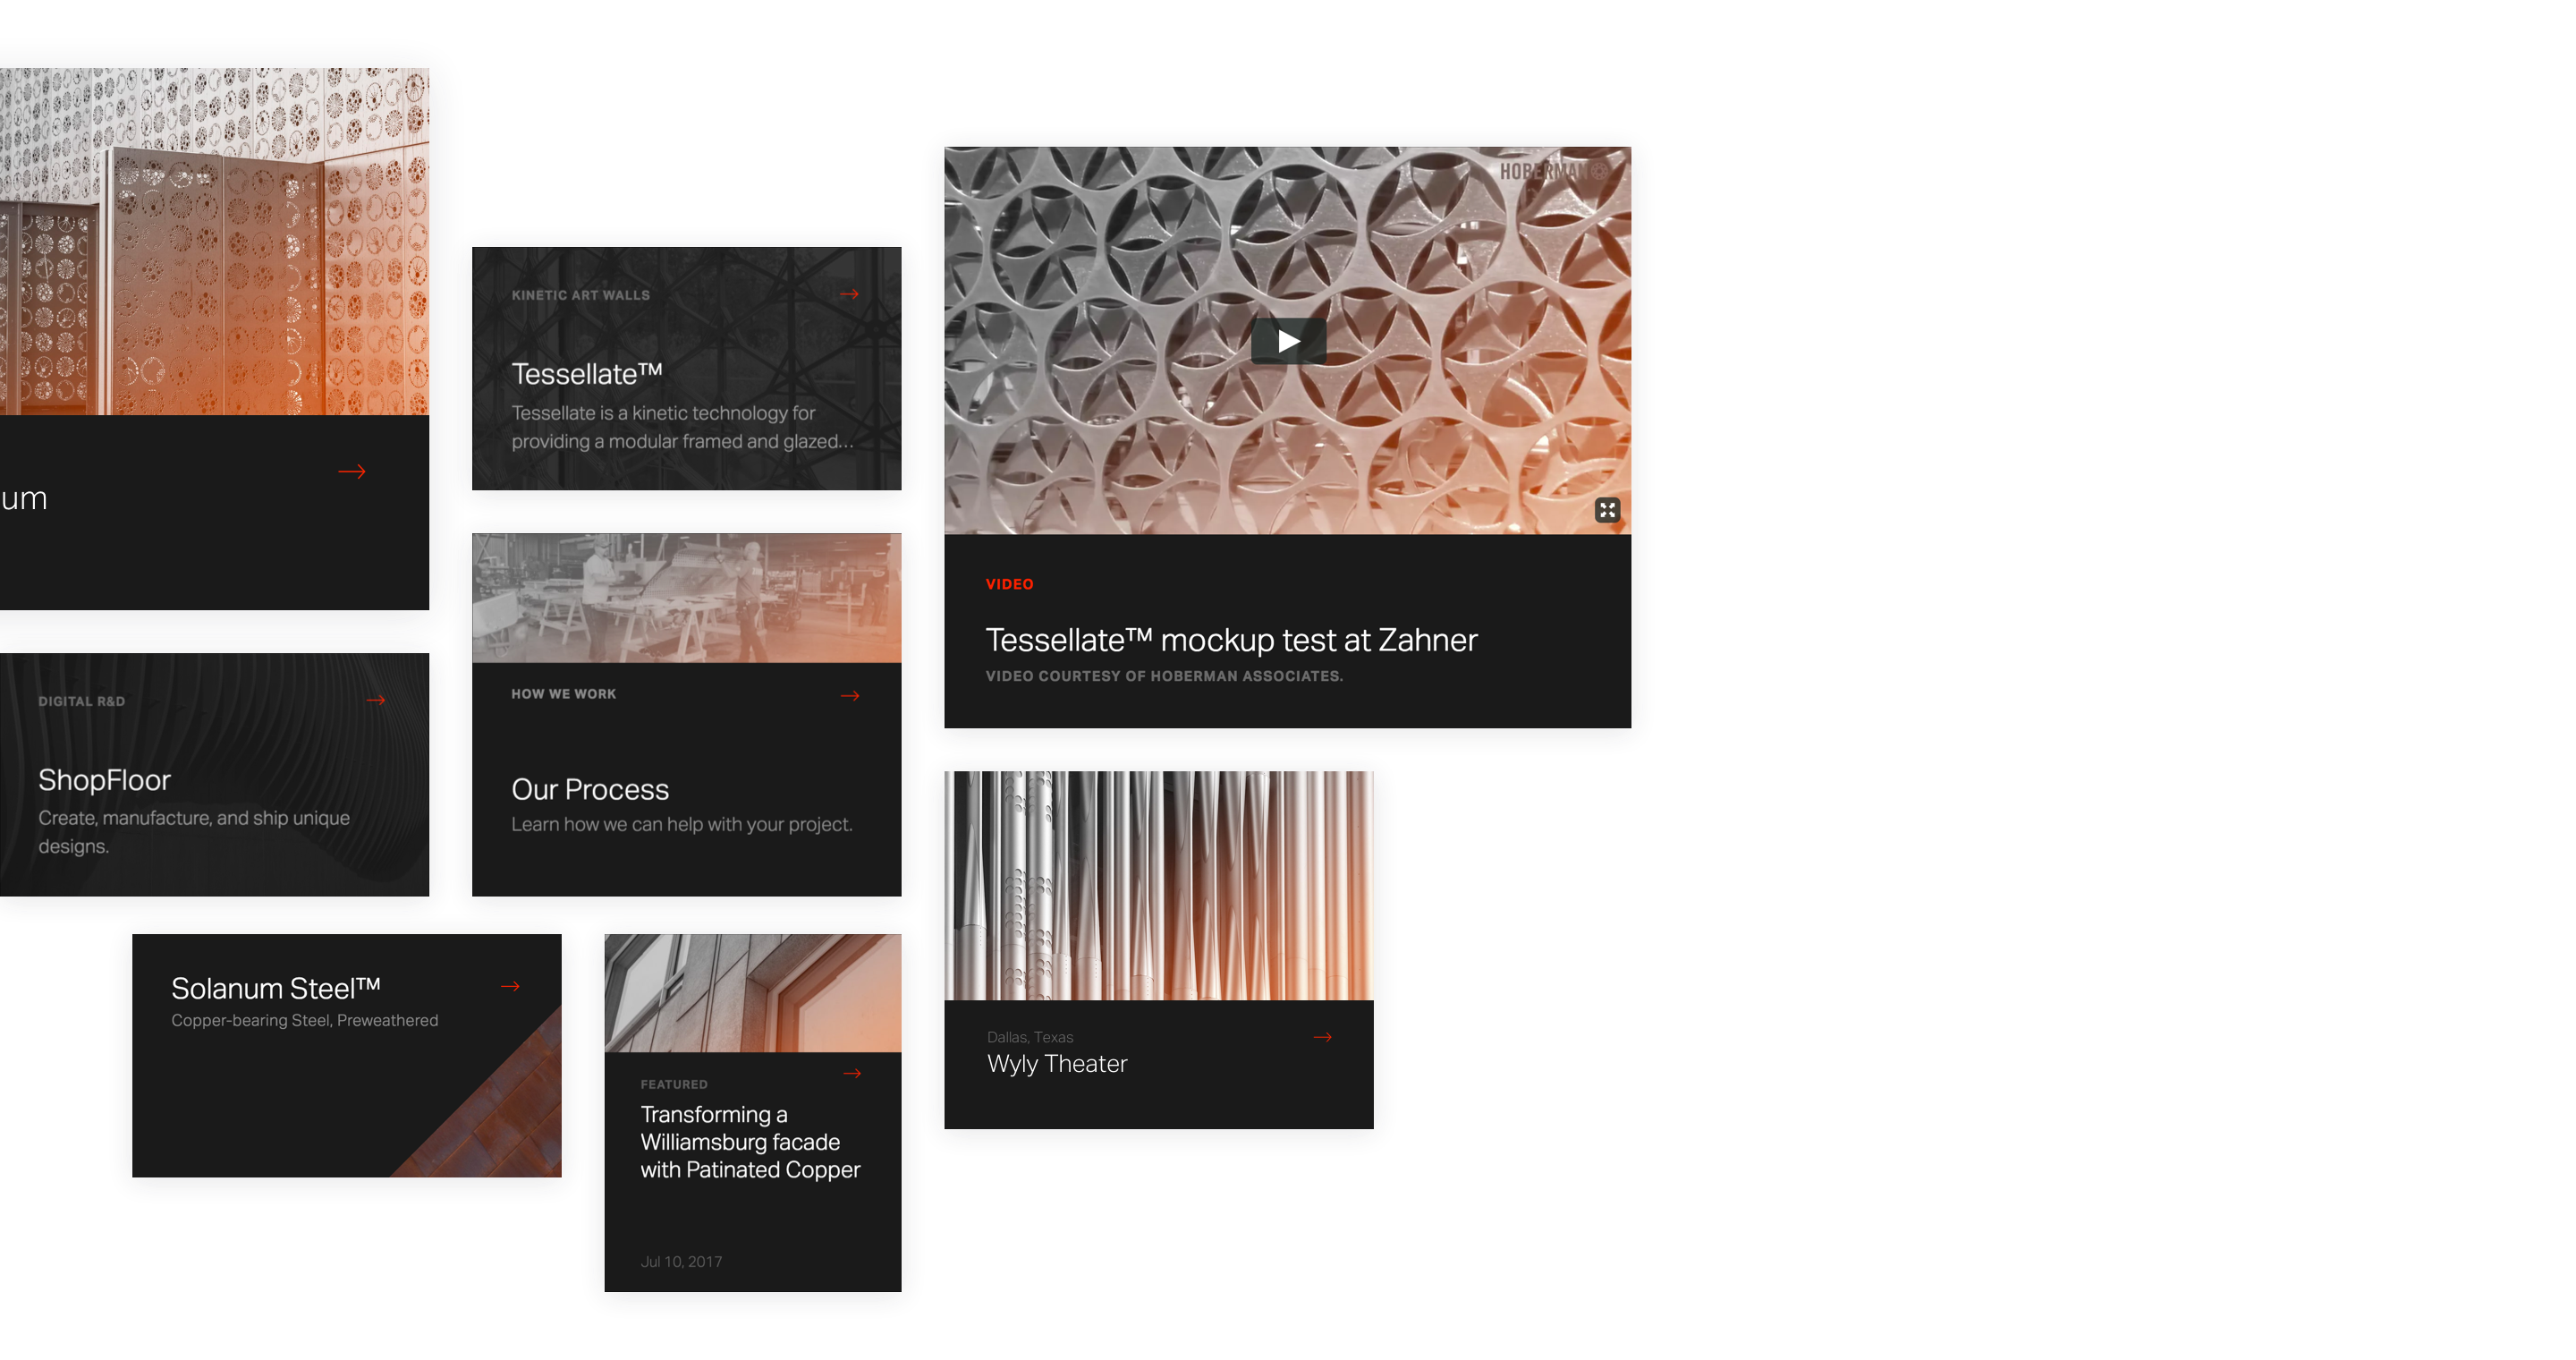 um
DIGITAL R&D
ShopFloor
Create, manufacture, and ship unique
designs.
Solanum Steel™
Copper-bearing Steel, Preweathered
KINETIC ART WALLS
Tessellate™
Tessellate is a kinetic technology for
providing a modular framed and glazed...
HOW WE WORK
Our Process
Learn how we can help with your project.
FEATURED
Transforming a
Williamsburg facade
with Patinated Copper
Jul 10, 2017
HOBERMAN
VIDEO
Tessellate™ mockup test at Zahner
VIDEO COURTESY OF HOBERMAN ASSOCIATES.
Dallas, Texas
Wyly Theater